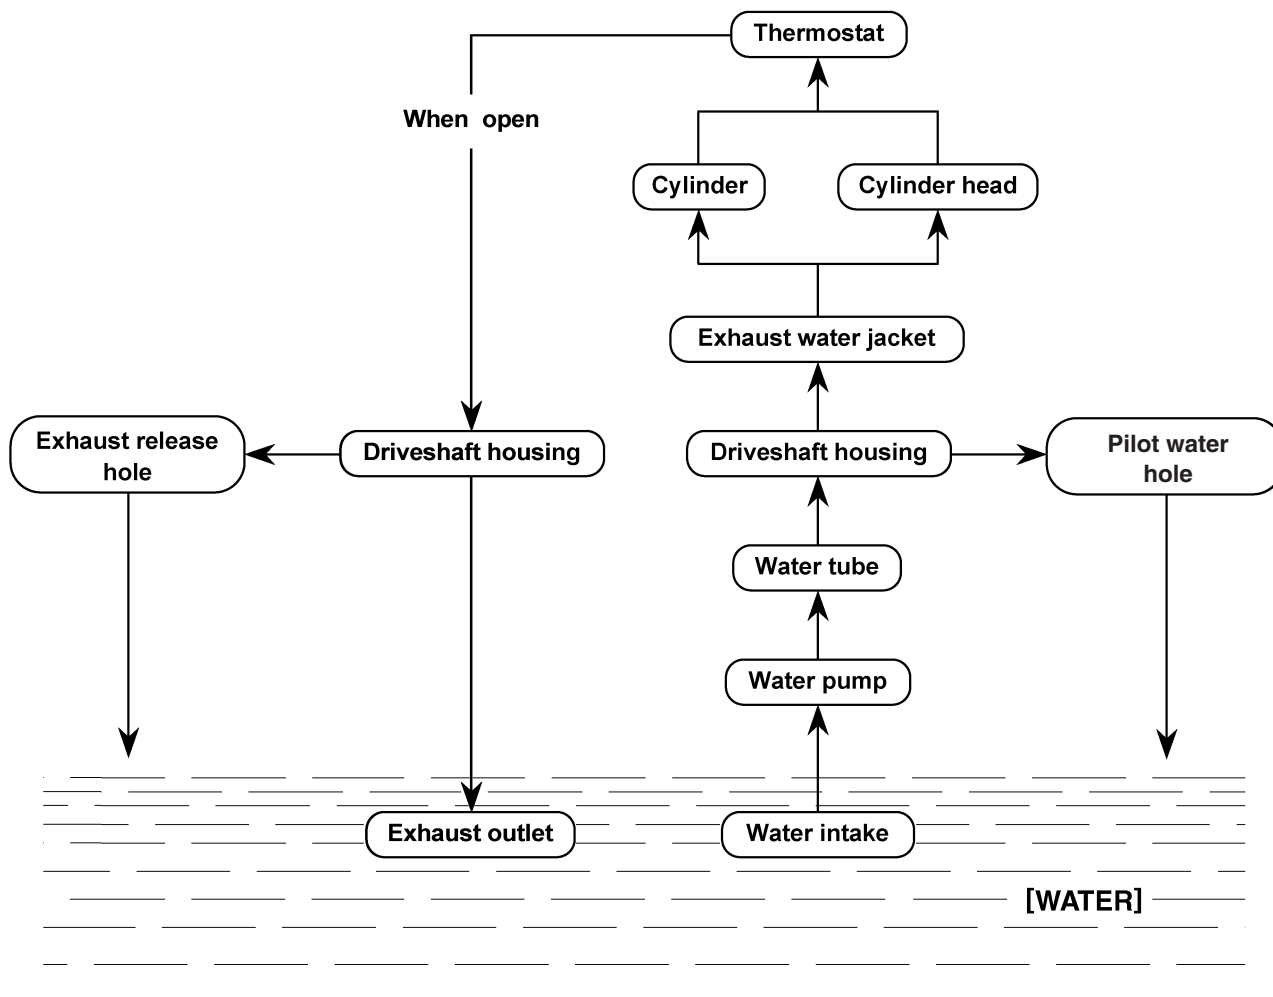 Thermostat
When open
Cylinder
Cylinder head
Exhaust water jacket
Exhaust release
hole
Driveshaft housing
Driveshaft housing
Pilot water
hole
Water tube
Water pump
Exhaust outlet
Water intake
[WATER]